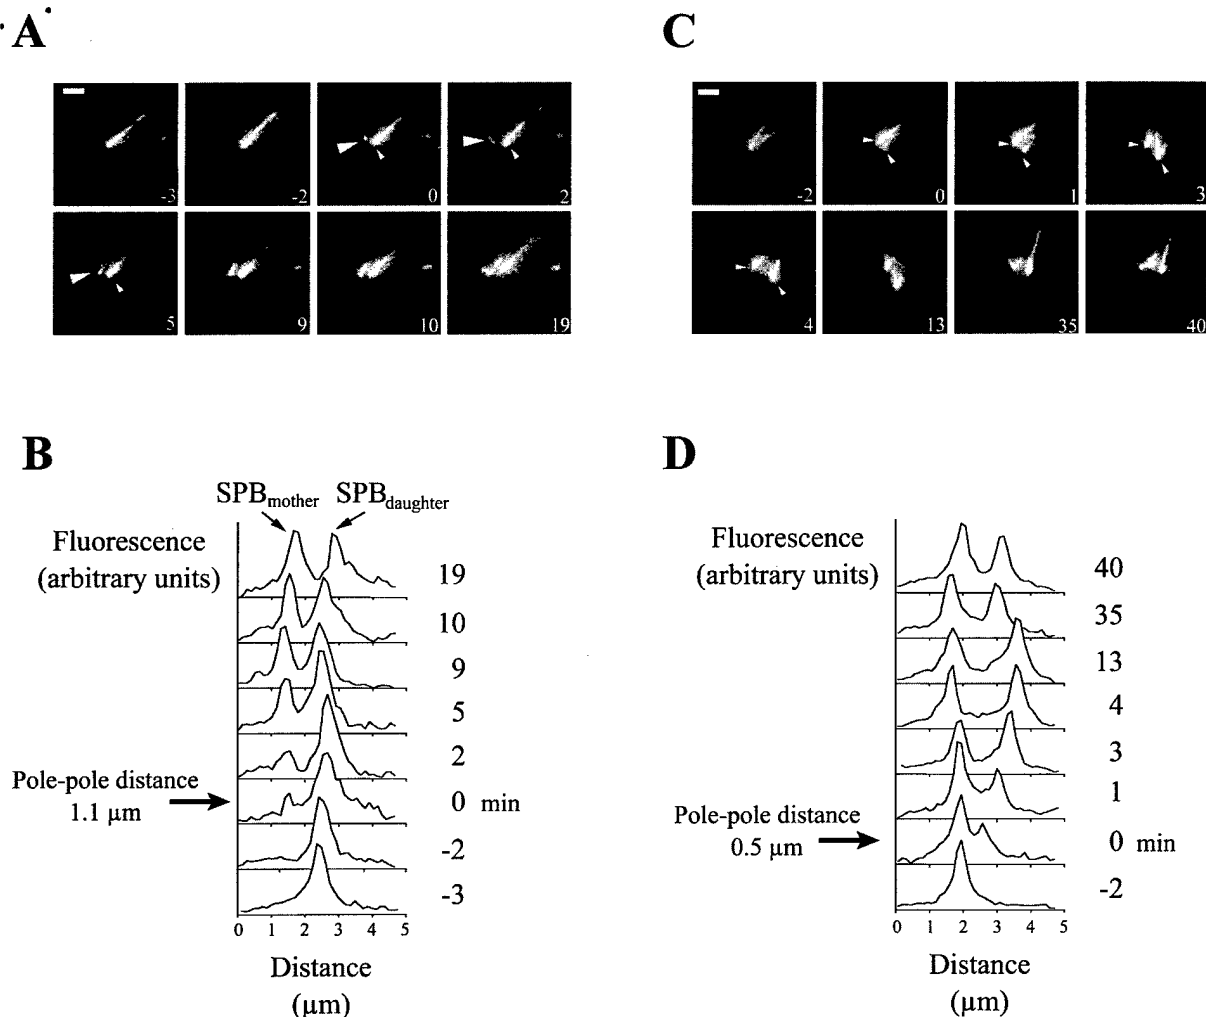 A
C
-3
-2
0
2
5
9
10
19
-2
0
1
3
4
13
35
40
B
D
SPBmother
SPBdaughter
Fluorescence
(arbitrary units)
19
10
9
5
2
0 min
-2
-3
Pole-pole distance
1.1 µm
0 1 2 3 4 5
Distance
(µm)
Fluorescence
(arbitrary units)
40
35
13
4
3
1
0 min
-2
Pole-pole distance
0.5 µm
0 1 2 3 4 5
Distance
(µm)